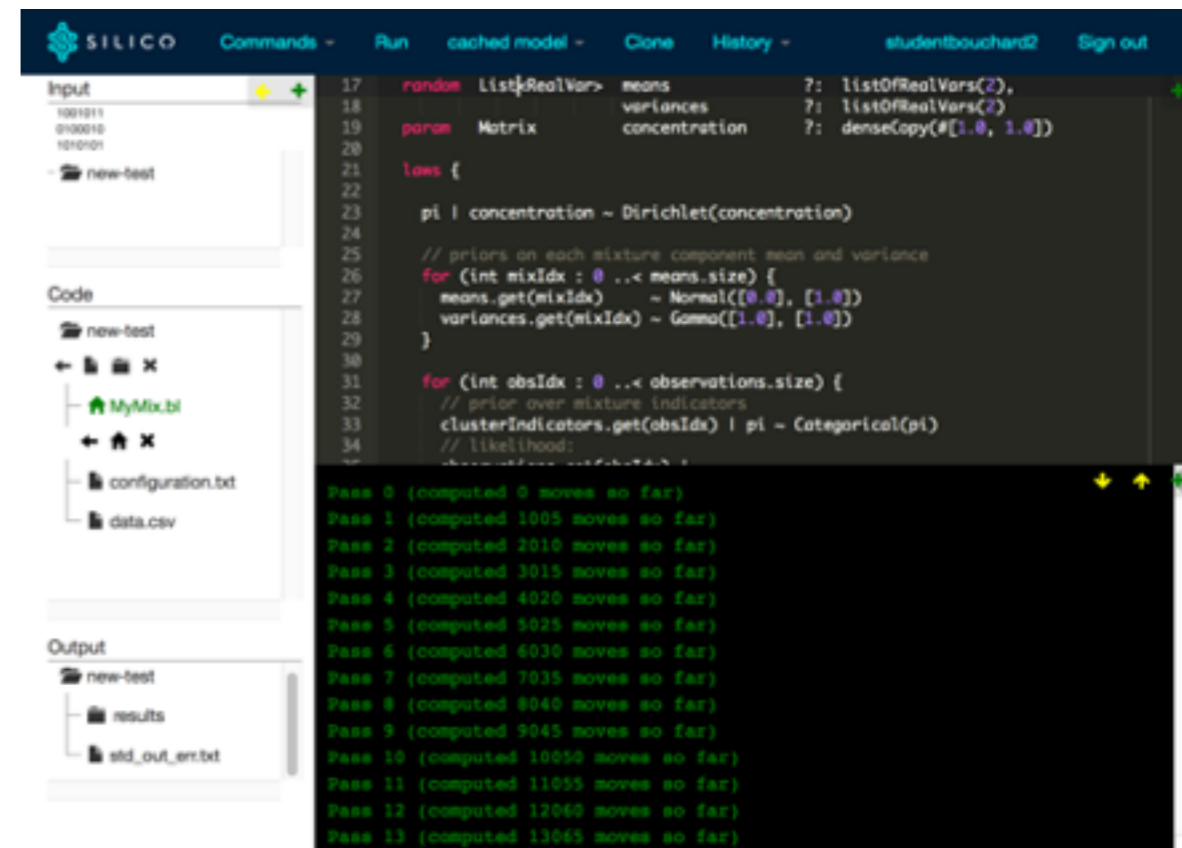 SILICO Commands Run cached model Clone History studentbouchard2 Sign out
Input
1001011
0100010
1010101
new-test
Code
new-test
MyMix.bl
configuration.txt
data.csv
Output
new-test
results
std_out_err.txt
17 random List<RealVar> means ?: listOfRealVars(2),
18 variances ?: listOfRealVars(2)
19 param Matrix concentration ?: denseCopy(#[1.0, 1.0])
20
21 laws {
22
23 pi | concentration ~ Dirichlet(concentration)
24
25 // priors on each mixture component mean and variance
26 for (int mixIdx : 0 ..< means.size) {
27 means.get(mixIdx) ~ Normal([0.0], [1.0])
28 variances.get(mixIdx) ~ Gamma([1.0], [1.0])
29 }
30
31 for (int obsIdx : 0 ..< observations.size) {
32 // prior over mixture indicators
33 clusterIndicators.get(obsIdx) | pi ~ Categorical(pi)
34 // likelihood:
Pass 0 (computed 0 moves so far)
Pass 1 (computed 1005 moves so far)
Pass 2 (computed 2010 moves so far)
Pass 3 (computed 3015 moves so far)
Pass 4 (computed 4020 moves so far)
Pass 5 (computed 5025 moves so far)
Pass 6 (computed 6030 moves so far)
Pass 7 (computed 7035 moves so far)
Pass 8 (computed 8040 moves so far)
Pass 9 (computed 9045 moves so far)
Pass 10 (computed 10050 moves so far)
Pass 11 (computed 11055 moves so far)
Pass 12 (computed 12060 moves so far)
Pass 13 (computed 13065 moves so far)